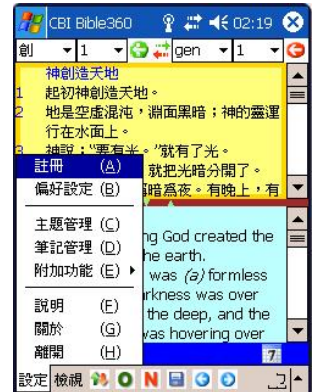 CBI Bible360 02:19
創 1 gen 1
神創造天地
1 起初神創造天地。
2 地是空虛混沌，淵面黑暗；神的靈運
行在水面上。
3 神說：“要有光。”就有了光。
就把光暗分開了。
暗為夜。有晚上，有
註冊 (A)
偏好設定 (B)
主題管理 (C)
筆記管理 (D)
附加功能 (E)
說明 (F)
關於 (G)
離開 (H)
ng God created the
he earth.
was (a) formless
rkness was over
the deep, and the
was hovering over
7
設定 檢視 O N